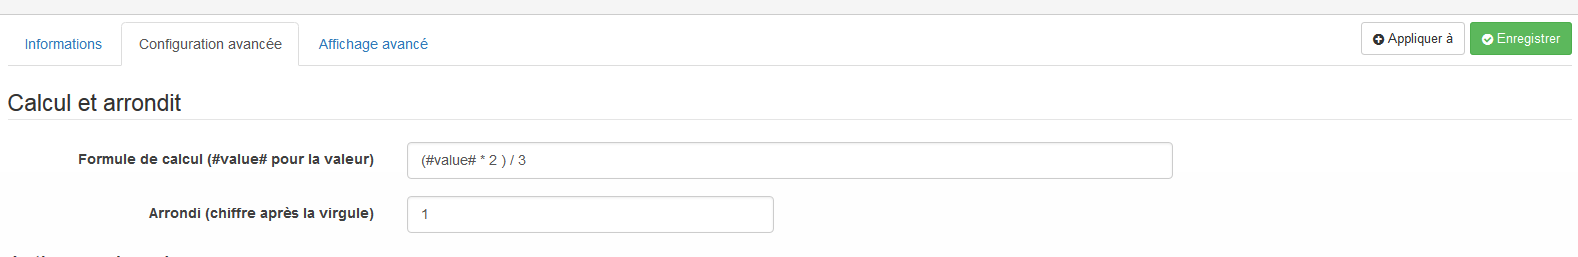 Informations
Configuration avancée
Affichage avancé
Appliquer à
Enregistrer
Calcul et arrondit
Formule de calcul (#value# pour la valeur)
(#value# * 2 ) / 3
Arrondi (chiffre après la virgule)
1